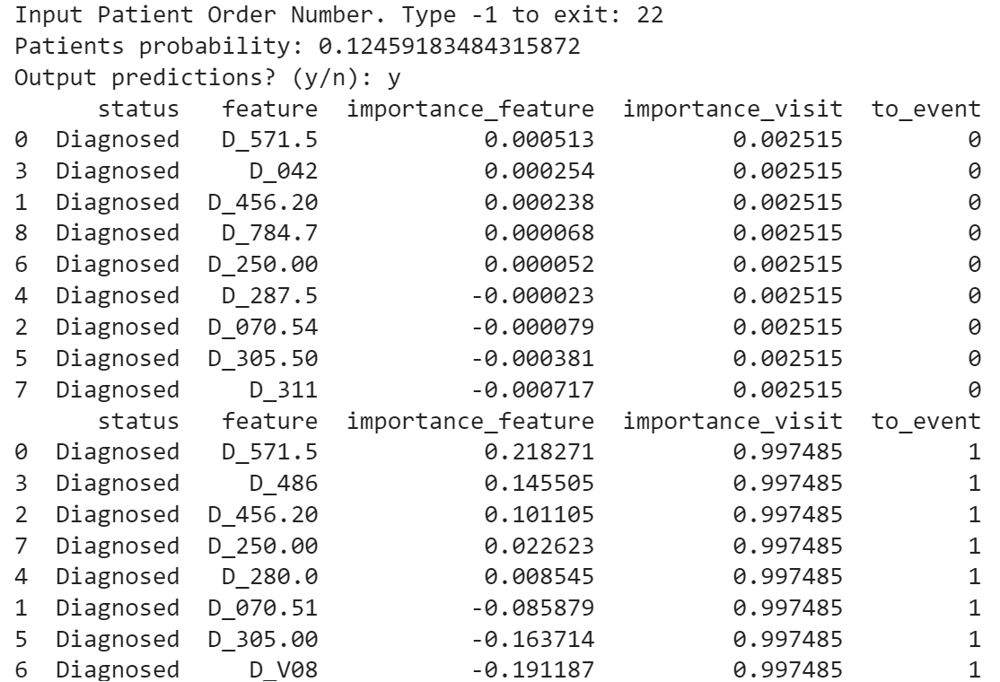 Input Patient Order Number. Type -1 to exit: 22
Patients probability: 0.12459183484315872
Output predictions? (y/n): y
status feature importance_feature importance_visit to_event
0 Diagnosed D_571.5 0.000513 0.002515 0
3 Diagnosed D_042 0.000254 0.002515 0
1 Diagnosed D_456.20 0.000238 0.002515 0
8 Diagnosed D_784.7 0.000068 0.002515 0
6 Diagnosed D_250.00 0.000052 0.002515 0
4 Diagnosed D_287.5 -0.000023 0.002515 0
2 Diagnosed D_070.54 -0.000079 0.002515 0
5 Diagnosed D_305.50 -0.000381 0.002515 0
7 Diagnosed D_311 -0.000717 0.002515 0
status feature importance_feature importance_visit to_event
0 Diagnosed D_571.5 0.218271 0.997485 1
3 Diagnosed D_486 0.145505 0.997485 1
2 Diagnosed D_456.20 0.101105 0.997485 1
7 Diagnosed D_250.00 0.022623 0.997485 1
4 Diagnosed D_280.0 0.008545 0.997485 1
1 Diagnosed D_070.51 -0.085879 0.997485 1
5 Diagnosed D_305.00 -0.163714 0.997485 1
6 Diagnosed D_V08 -0.191187 0.997485 1